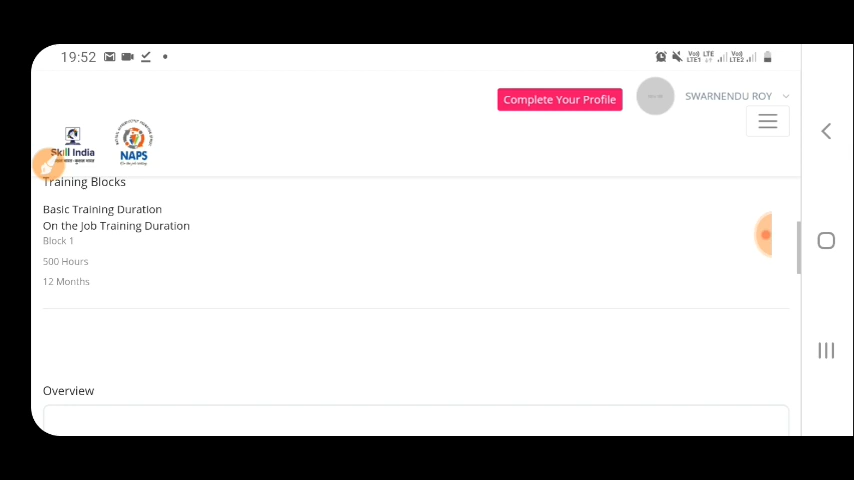 19:52
Complete Your Profile
SWARNENDU ROY
Skill India
NAPS
Training Blocks
Basic Training Duration
On the Job Training Duration
Block 1
500 Hours
12 Months
Overview